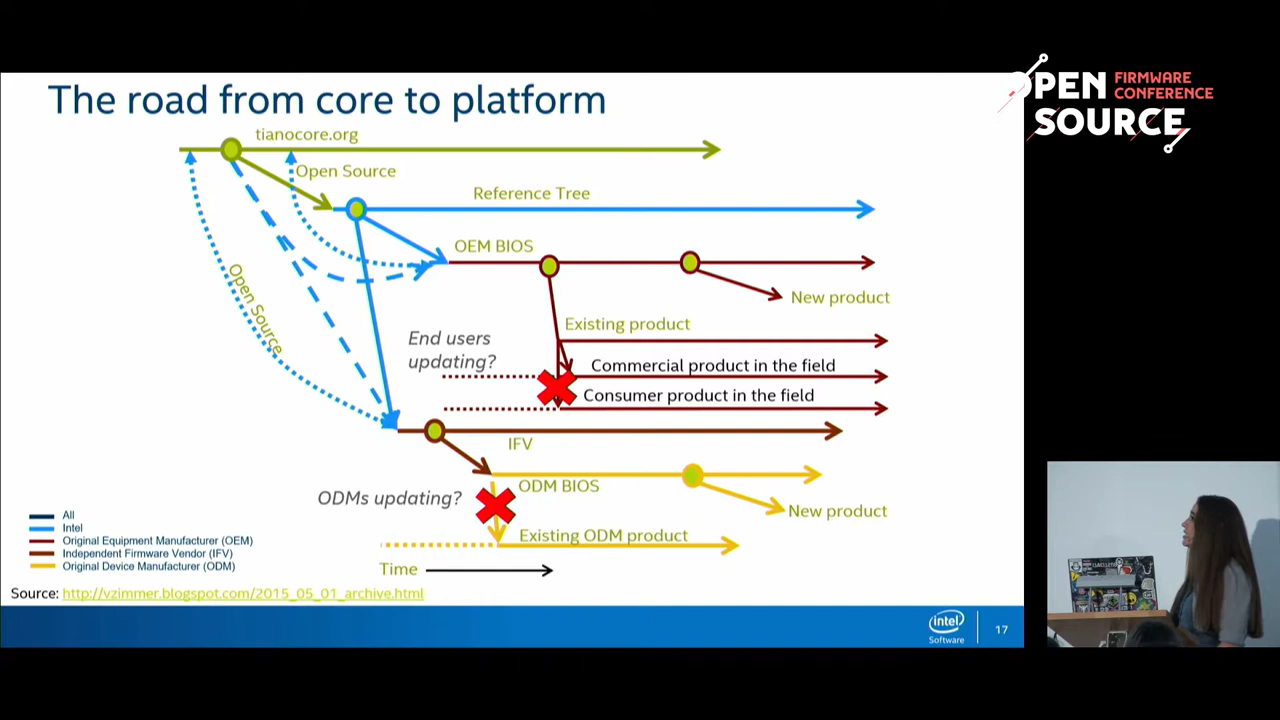 The road from core to platform
OPEN FIRMWARE
CONFERENCE
SOURCE
tianocore.org
Open Source
Reference Tree
OEM BIOS
Open Source
New product
Existing product
End users
updating?
Commercial product in the field
Consumer product in the field
IFV
ODMs updating?
ODM BIOS
New product
Existing ODM product
Time
All
Intel
Original Equipment Manufacturer (OEM)
Independent Firmware Vendor (IFV)
Original Device Manufacturer (ODM)
Source: http://vzimmer.blogspot.com/2015_05_01_archive.html
intel
Software
17